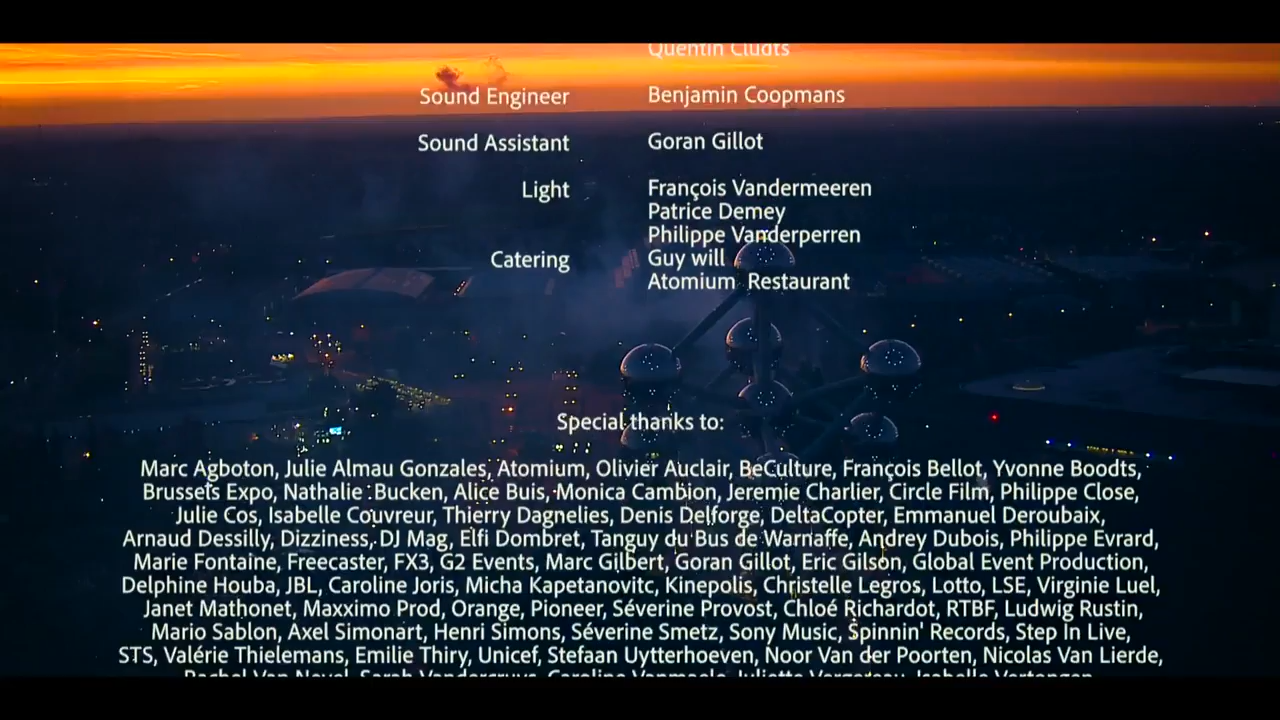 Quentin Cludts
Sound Engineer Benjamin Coopmans
Sound Assistant Goran Gillot
Light François Vandermeeren
Patrice Demey
Philippe Vanderperren
Catering Guy will
Atomium Restaurant
Special thanks to:
Marc Agboton, Julie Almau Gonzales, Atomium, Olivier Auclair, BeCulture, François Bellot, Yvonne Boodts,
Brussels Expo, Nathalie Bucken, Alice Buis, Monica Cambion, Jeremie Charlier, Circle Film, Philippe Close,
Julie Cos, Isabelle Couvreur, Thierry Dagnelies, Denis Delforge, DeltaCopter, Emmanuel Deroubaix,
Arnaud Dessilly, Dizziness, DJ Mag, Elfi Dombret, Tanguy du Bus de Warnaffe, Andrey Dubois, Philippe Evrard,
Marie Fontaine, Freecaster, FX3, G2 Events, Marc Gilbert, Goran Gillot, Eric Gilson, Global Event Production,
Delphine Houba, JBL, Caroline Joris, Micha Kapetanovitc, Kinepolis, Christelle Legros, Lotto, LSE, Virginie Luel,
Janet Mathonet, Maxximo Prod, Orange, Pioneer, Séverine Provost, Chloé Richardot, RTBF, Ludwig Rustin,
Mario Sablon, Axel Simonart, Henri Simons, Séverine Smetz, Sony Music, Spinnin' Records, Step In Live,
STS, Valérie Thielemans, Emilie Thiry, Unicef, Stefaan Uytterhoeven, Noor Van der Poorten, Nicolas Van Lierde,